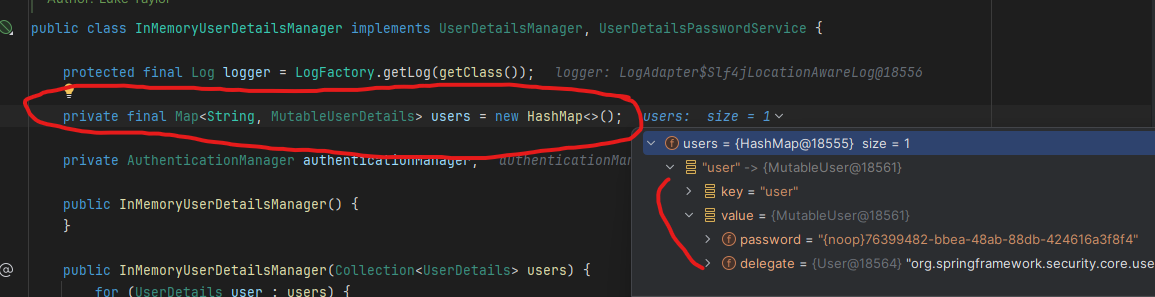 Author: Luke Taylor
public class InMemoryUserDetailsManager implements UserDetailsManager, UserDetailsPasswordService {
protected final Log logger = LogFactory.getLog(getClass()); logger: LogAdapter$Slf4jLocationAwareLog@18556
private final Map<String, MutableUserDetails> users = new HashMap<>(); users: size = 1
users = {HashMap@18555} size = 1
private AuthenticationManager authenticationManager; authenticationMan
"user" -> {MutableUser@18561}
key = "user"
public InMemoryUserDetailsManager() {
value = {MutableUser@18561}
}
password = "{noop}76399482-bbea-48ab-88db-424616a3f8f4"
public InMemoryUserDetailsManager(Collection<UserDetails> users) {
delegate = {User@18564} "org.springframework.security.core.use
for (UserDetails user : users) {